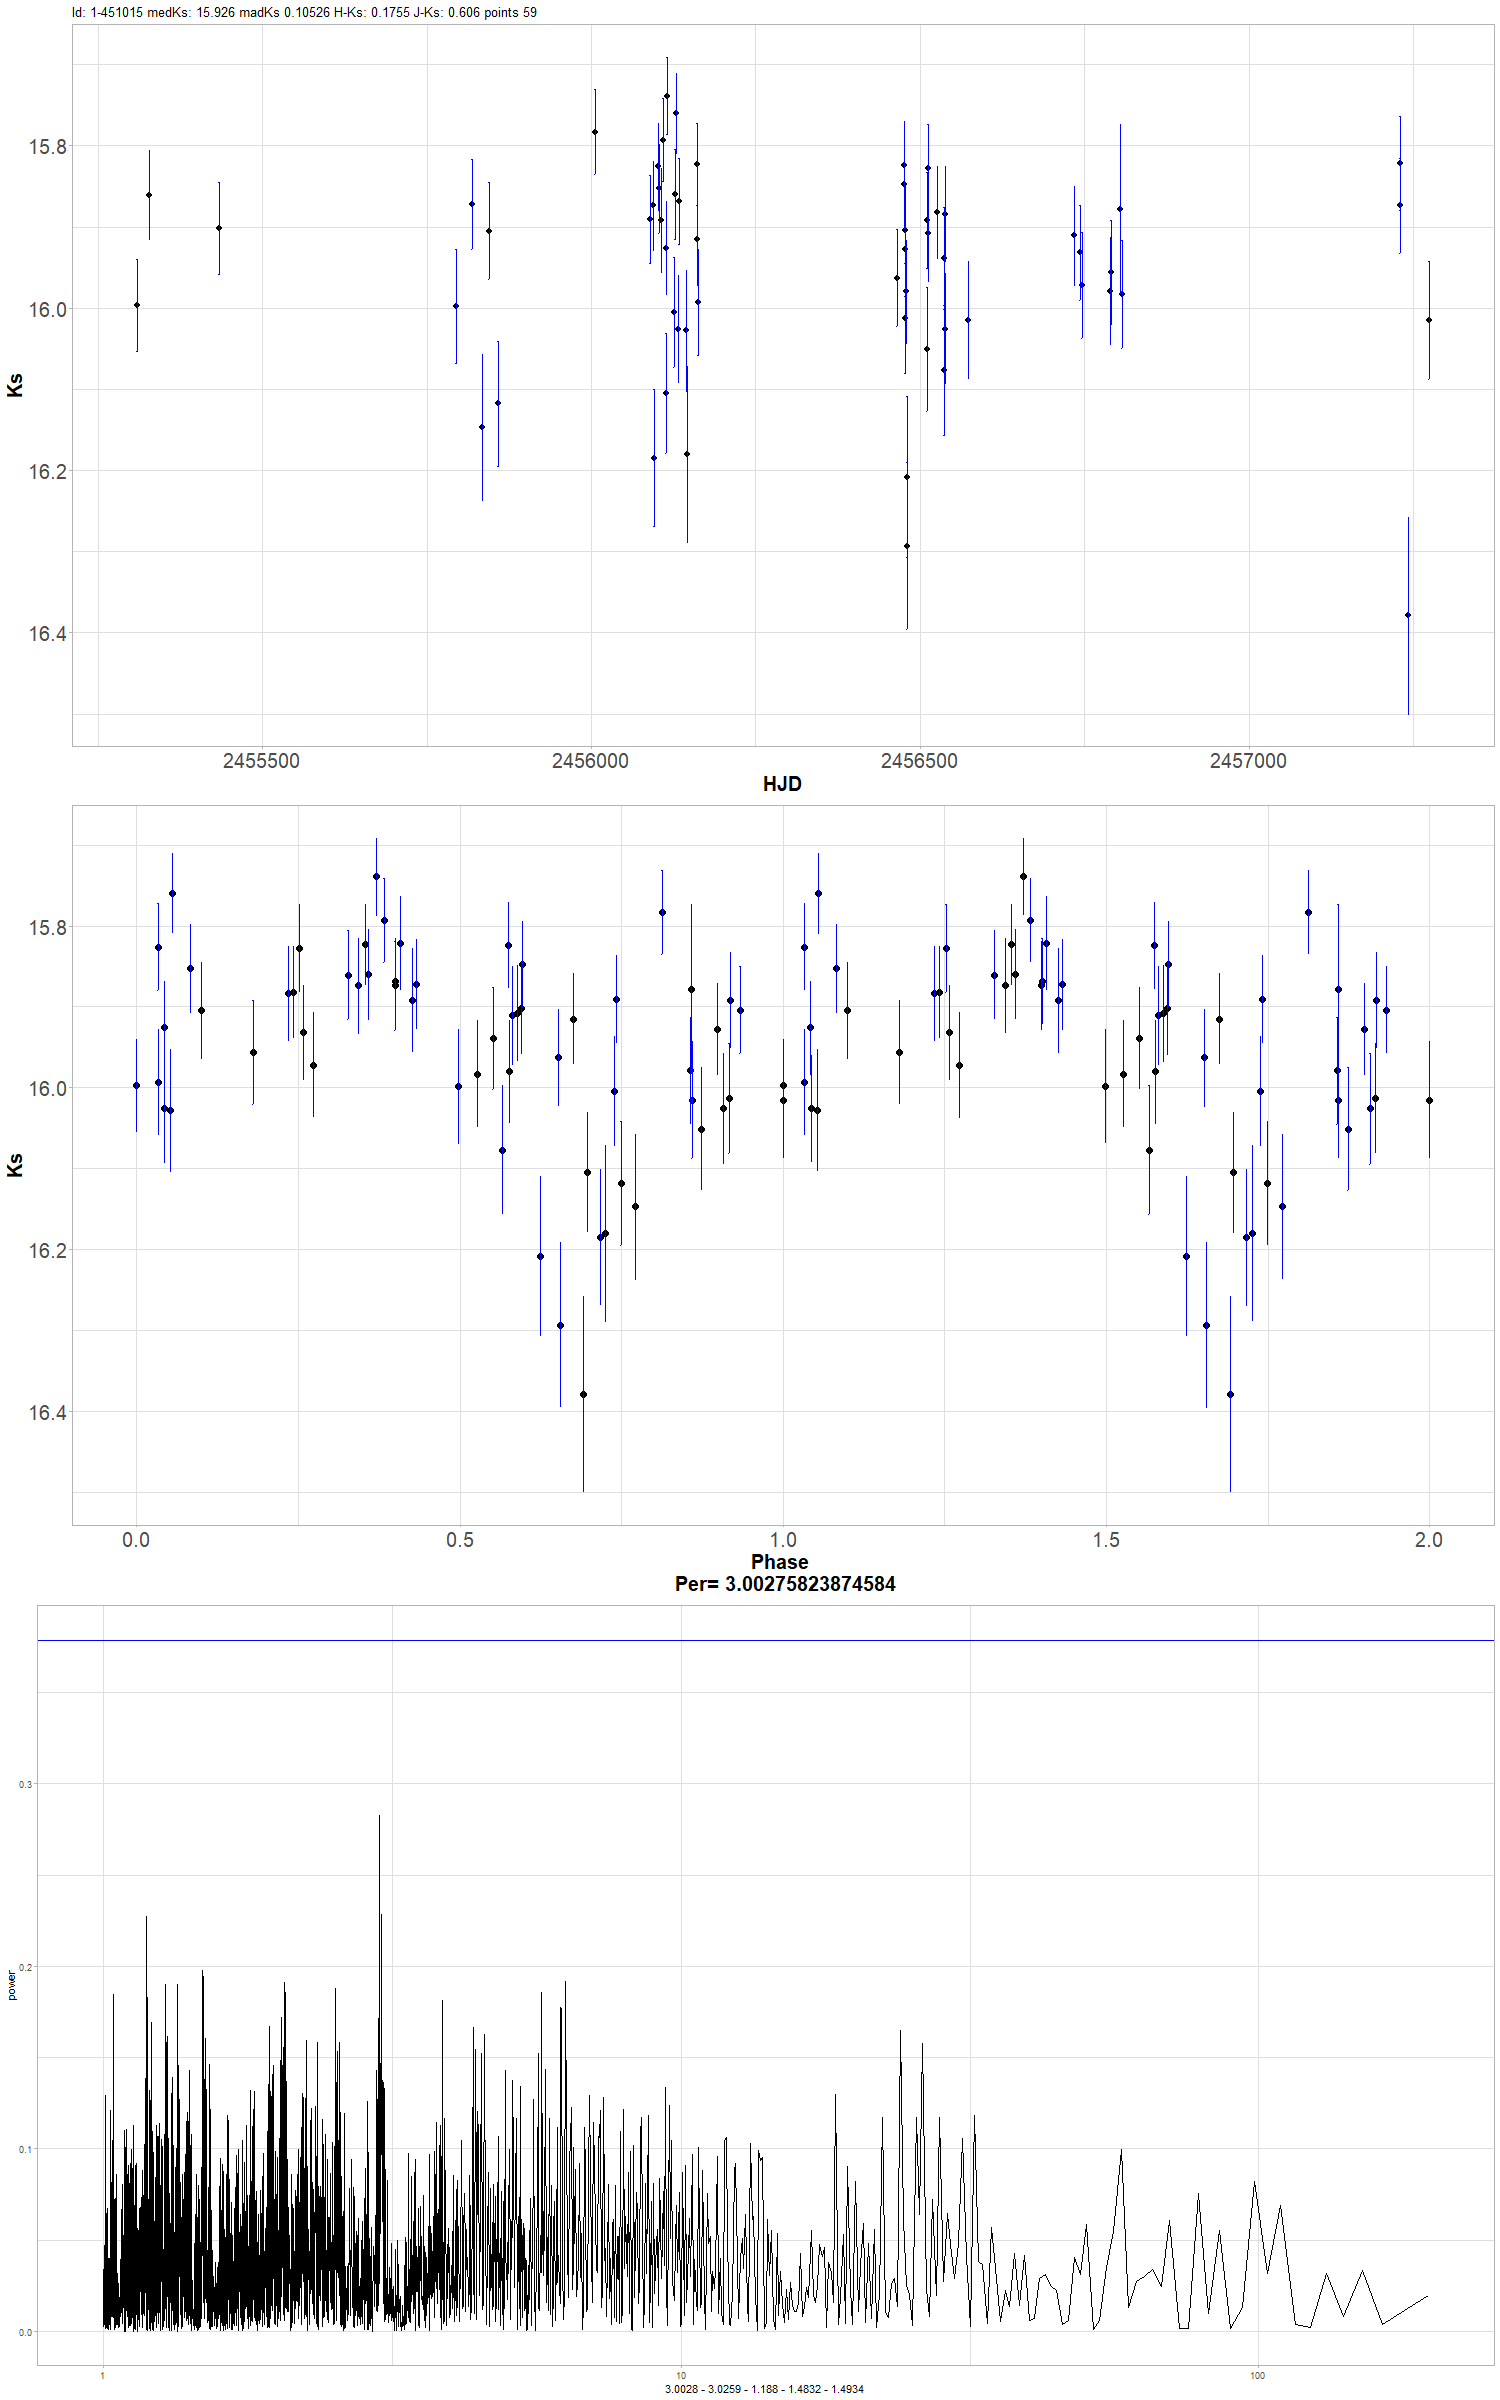 Id: 1-451015 medKs: 15.926 madKs 0.10526 H-Ks: 0.1755 J-Ks: 0.606 points 59
15.8
16.0
16.2
16.4
Ks
2455500 2456000 2456500 2457000
HJD
15.8
16.0
16.2
16.4
Ks
0.0 0.5 1.0 1.5 2.0
Phase
Per= 3.00275823874584
0.3
0.2
0.1
0.0
power
1 10 100
3.0028 - 3.0259 - 1.188 - 1.4832 - 1.4934